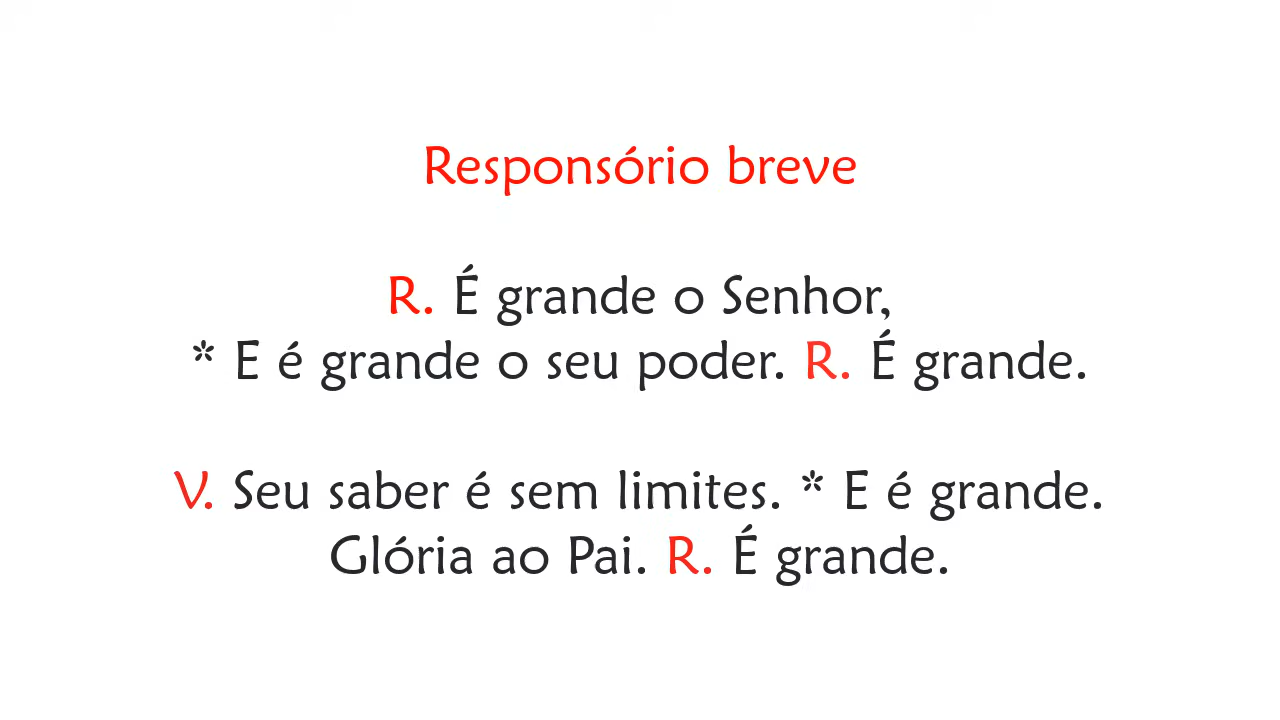 Responsório breve
R. É grande o Senhor,
* E é grande o seu poder. R. É grande.
V. Seu saber é sem limites. * E é grande.
Glória ao Pai. R. É grande.